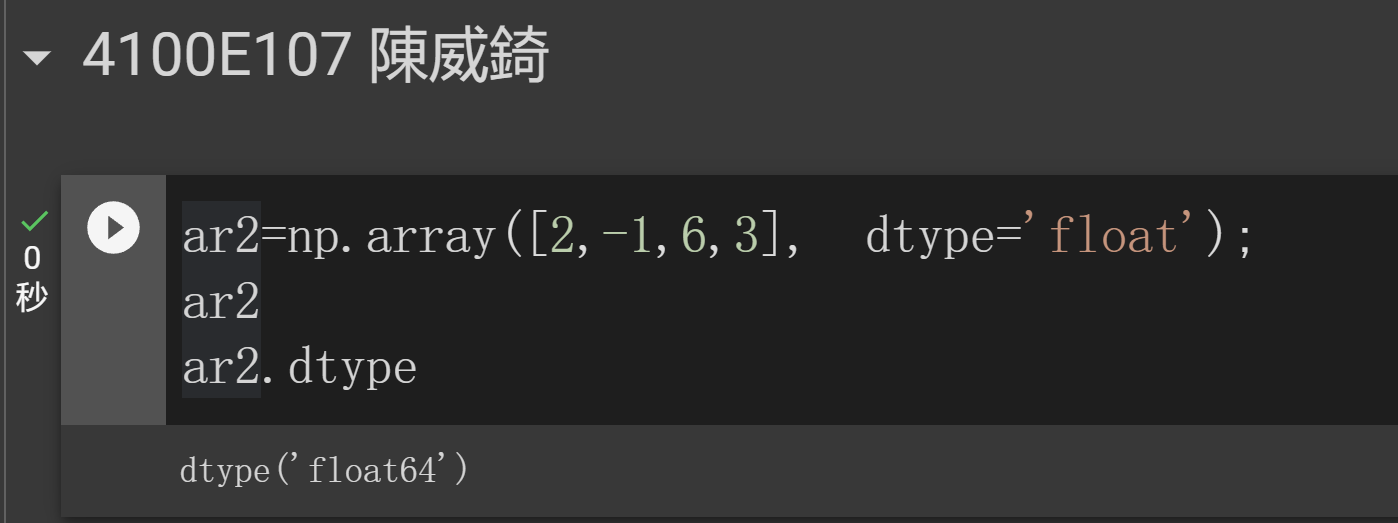 4100E107 陳威錡
0
秒
ar2=np.array([2,-1,6,3],  dtype='float');
ar2
ar2.dtype
dtype('float64')